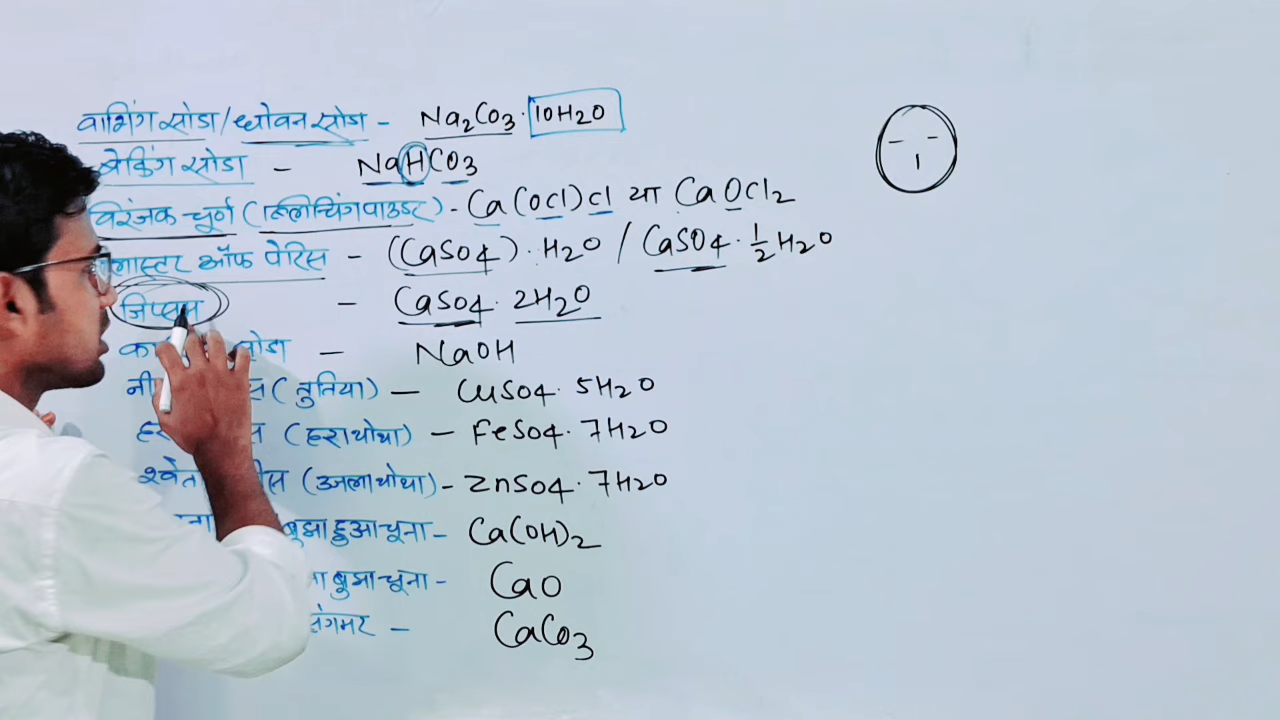 वाशिंग सोडा/धोवन सोडा - Na2CO3·10H2O
बेकिंग सोडा - NaHCO3
विरंजक चूर्ण (ब्लिचिंग पाउडर) - Ca(OCl)Cl या CaOCl2
प्लास्टर ऑफ पेरिस - (CaSO4)·H2O / CaSO4·½H2O
जिप्सम - CaSO4·2H2O
सोडा - NaOH
(तुतिया) - CuSO4·5H2O
(हराथोथा) - FeSO4·7H2O
श्वेत (उजलाथोथा) - ZnSO4·7H2O
बुझा हुआ चूना - Ca(OH)2
बुझा चूना - CaO
संगमर - CaCO3